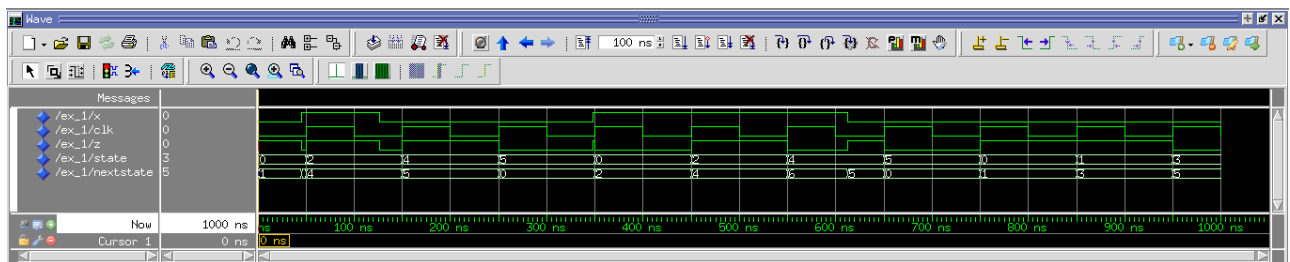 Wave
100 ns
Messages
/ex_1/x 0
/ex_1/clk 0
/ex_1/z 0
/ex_1/state 3 0 2 4 5 0 2 4 5 0 1 3
/ex_1/nextstate 5 1 4 5 0 2 4 6 5 0 1 3 5
Now 1000 ns ns 100 ns 200 ns 300 ns 400 ns 500 ns 600 ns 700 ns 800 ns 900 ns 1000 ns
Cursor 1 0 ns 0 ns